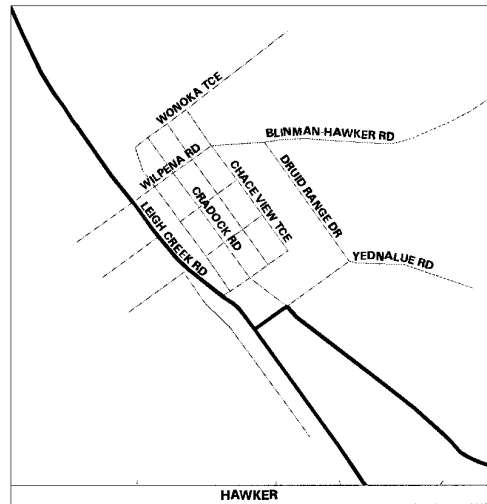 WONOKA TCE
BLINMAN-HAWKER RD
WILPENA RD
CHACE VIEW TCE
DRUID RANGE DR
CRADOCK RD
LEIGH CREEK RD
YEDNALUE RD
HAWKER